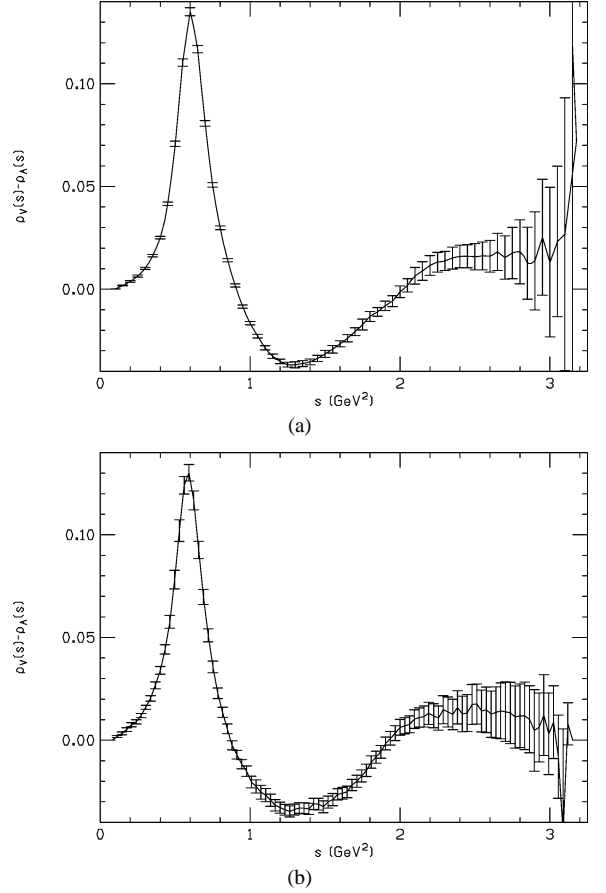 0.10
0.05
0.00
ρV(s)-ρA(s)
0 1 2 3
s (GeV²)
(a)
0.10
0.05
0.00
ρV(s)-ρA(s)
0 1 2 3
s (GeV²)
(b)